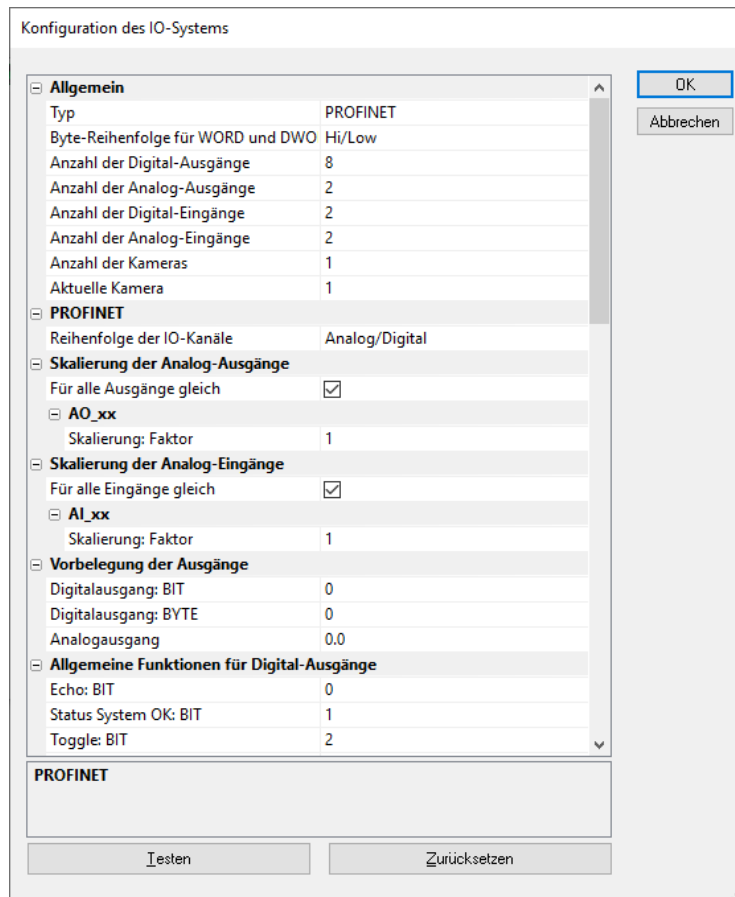 Konfiguration des IO-Systems
Allgemein
OK
Typ PROFINET
Abbrechen
Byte-Reihenfolge für WORD und DWO Hi/Low
Anzahl der Digital-Ausgänge 8
Anzahl der Analog-Ausgänge 2
Anzahl der Digital-Eingänge 2
Anzahl der Analog-Eingänge 2
Anzahl der Kameras 1
Aktuelle Kamera 1
PROFINET
Reihenfolge der IO-Kanäle Analog/Digital
Skalierung der Analog-Ausgänge
Für alle Ausgänge gleich
AO_xx
Skalierung: Faktor 1
Skalierung der Analog-Eingänge
Für alle Eingänge gleich
AI_xx
Skalierung: Faktor 1
Vorbelegung der Ausgänge
Digitalausgang: BIT 0
Digitalausgang: BYTE 0
Analogausgang 0.0
Allgemeine Funktionen für Digital-Ausgänge
Echo: BIT 0
Status System OK: BIT 1
Toggle: BIT 2
PROFINET
Testen Zurücksetzen